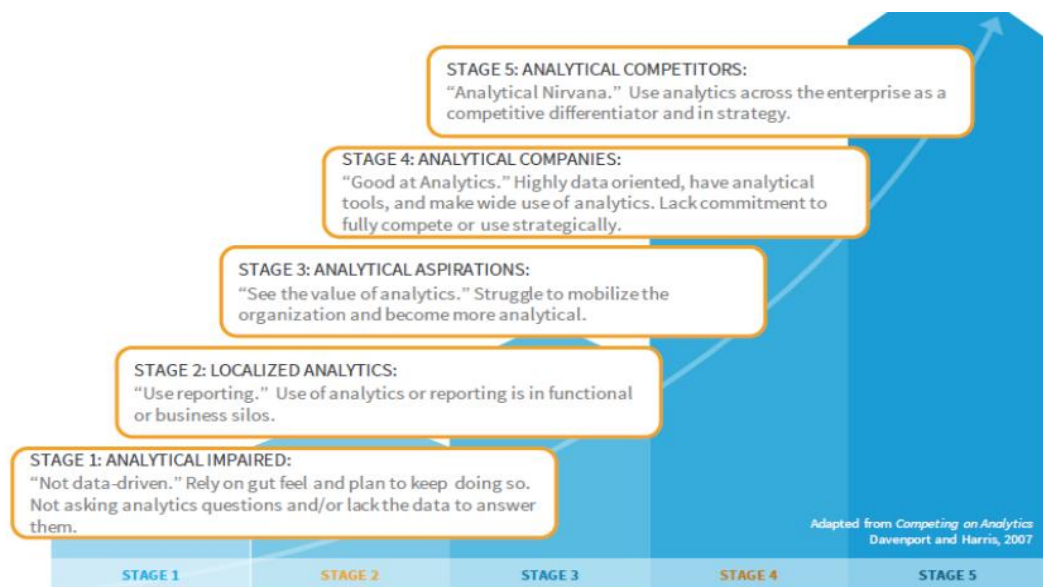 STAGE 5: ANALYTICAL COMPETITORS:
“Analytical Nirvana.” Use analytics across the enterprise as a
competitive differentiator and in strategy.
STAGE 4: ANALYTICAL COMPANIES:
“Good at Analytics.” Highly data oriented, have analytical
tools, and make wide use of analytics. Lack commitment to
fully compete or use strategically.
STAGE 3: ANALYTICAL ASPIRATIONS:
“See the value of analytics.” Struggle to mobilize the
organization and become more analytical.
STAGE 2: LOCALIZED ANALYTICS:
“Use reporting.” Use of analytics or reporting is in functional
or business silos.
STAGE 1: ANALYTICAL IMPAIRED:
“Not data-driven.” Rely on gut feel and plan to keep doing so.
Not asking analytics questions and/or lack the data to answer
them.
Adapted from Competing on Analytics
Davenport and Harris, 2007
STAGE 1 STAGE 2 STAGE 3 STAGE 4 STAGE 5